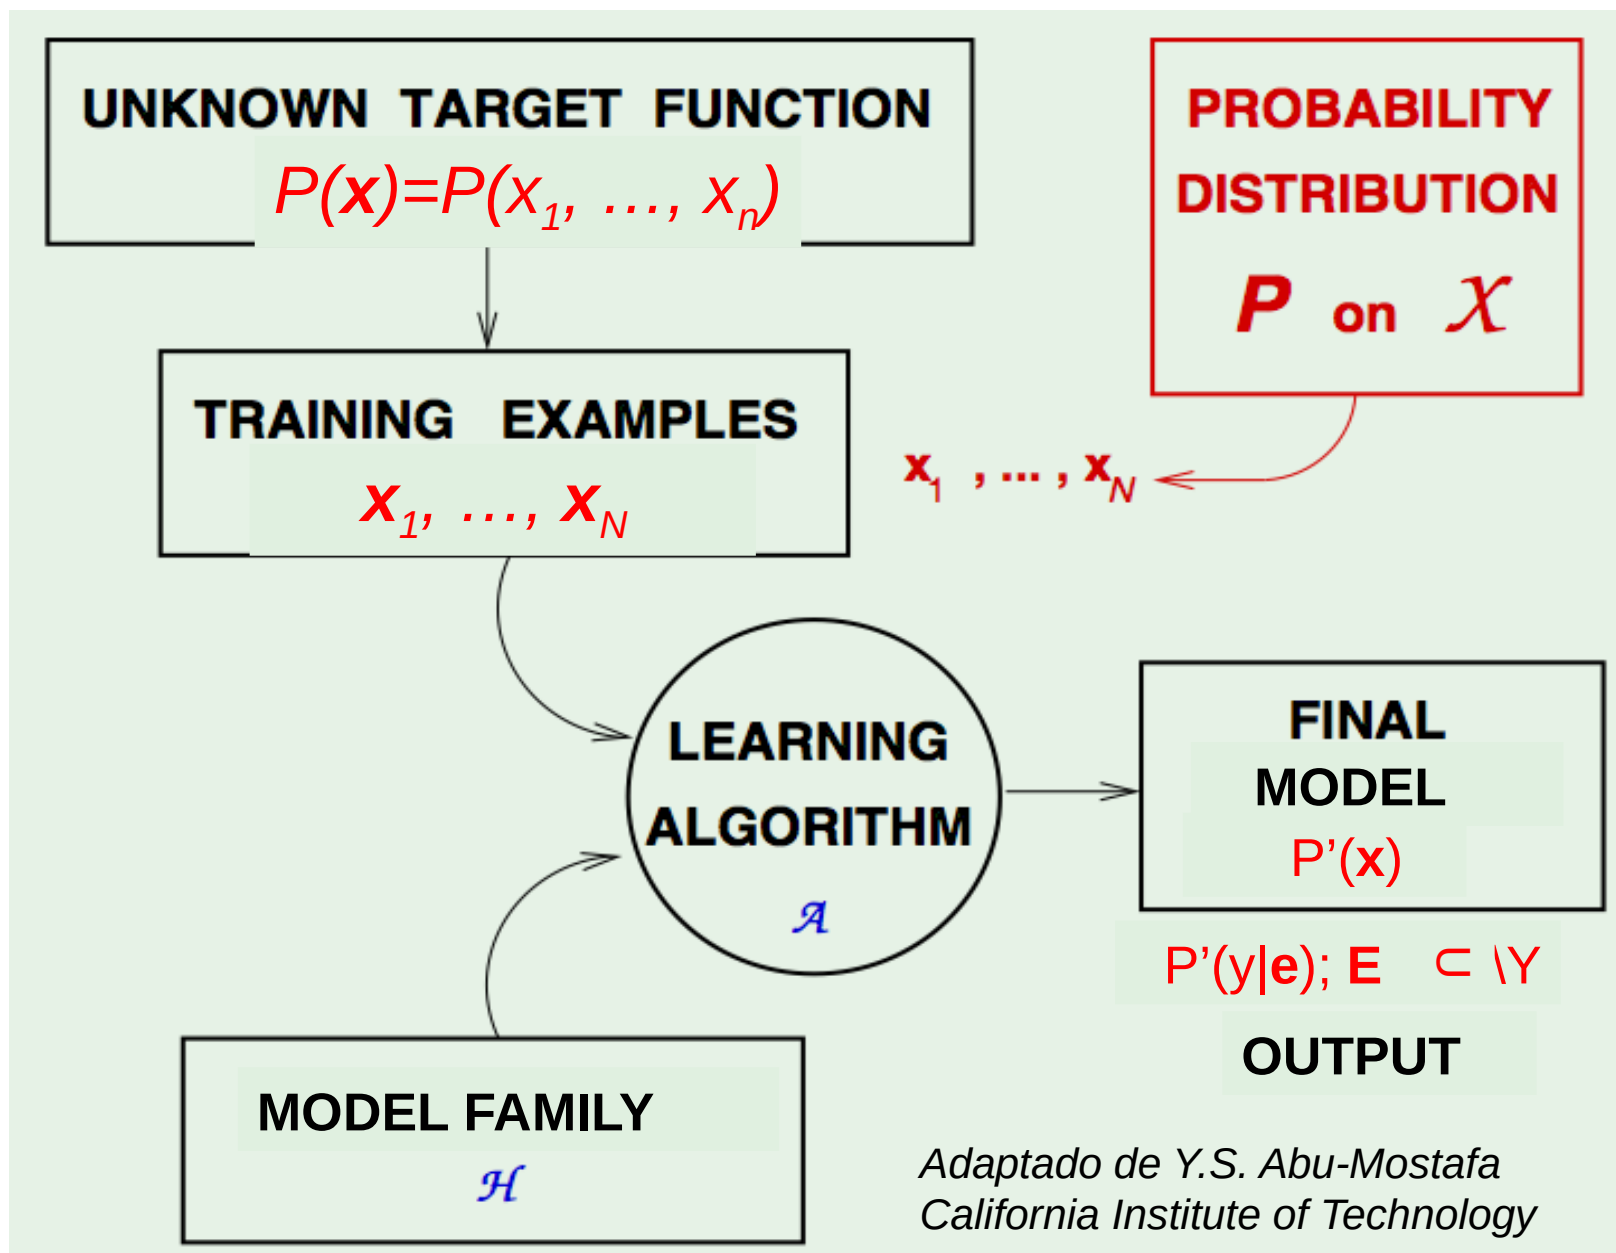 UNKNOWN TARGET FUNCTION
P(x)=P(x1, …, xn)
PROBABILITY
DISTRIBUTION
P on 𝒳
TRAINING EXAMPLES
x1, …, xN
x1 , ... , xN
LEARNING
ALGORITHM
𝒜
FINAL
MODEL
P’(x)
P’(y|e); E ⊂ \Y
OUTPUT
MODEL FAMILY
ℋ
Adaptado de Y.S. Abu-Mostafa
California Institute of Technology